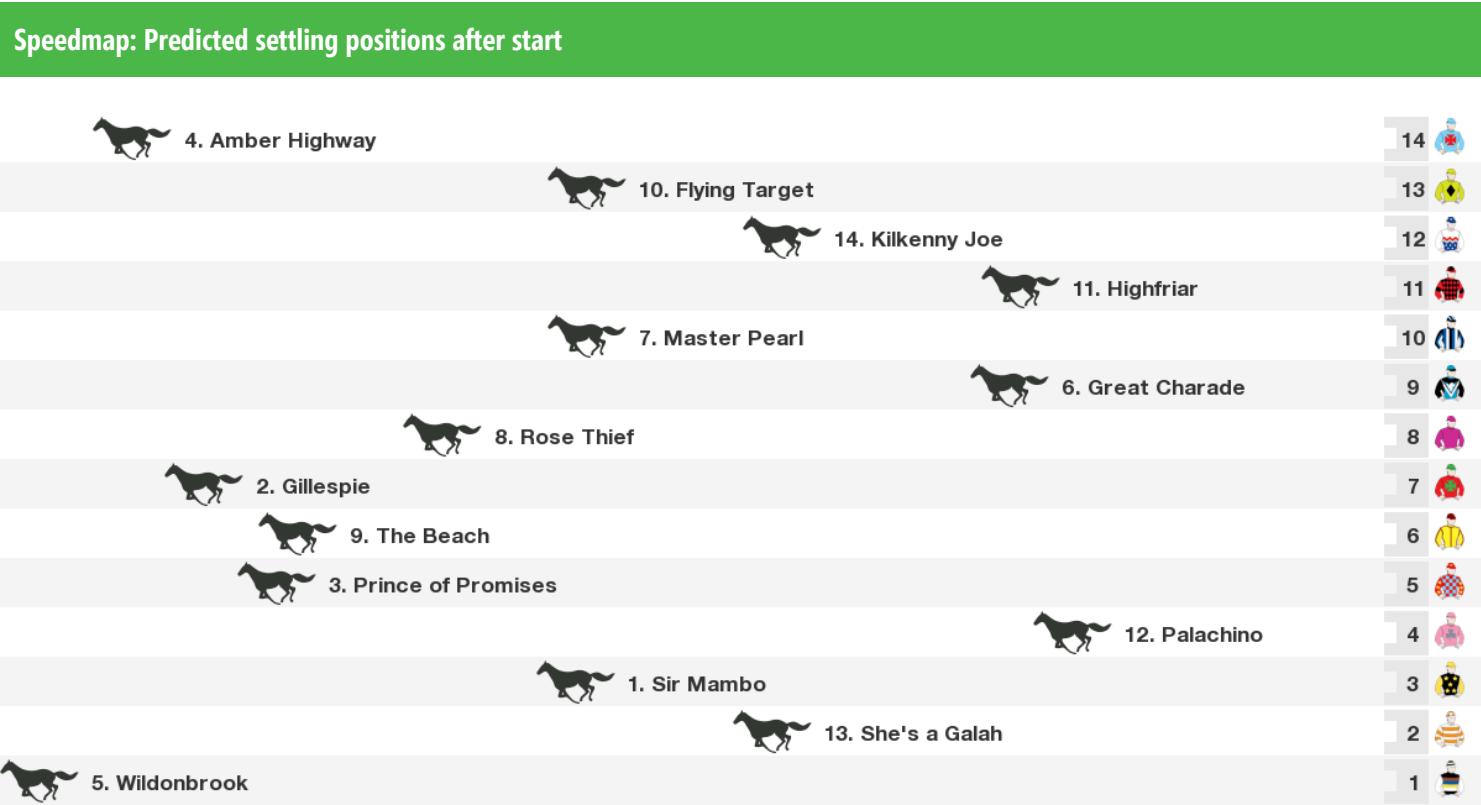 Speedmap: Predicted settling positions after start
4. Amber Highway 14
10. Flying Target 13
14. Kilkenny Joe 12
11. Highfriar 11
7. Master Pearl 10
6. Great Charade 9
8. Rose Thief 8
2. Gillespie 7
9. The Beach 6
3. Prince of Promises 5
12. Palachino 4
1. Sir Mambo 3
13. She's a Galah 2
5. Wildonbrook 1